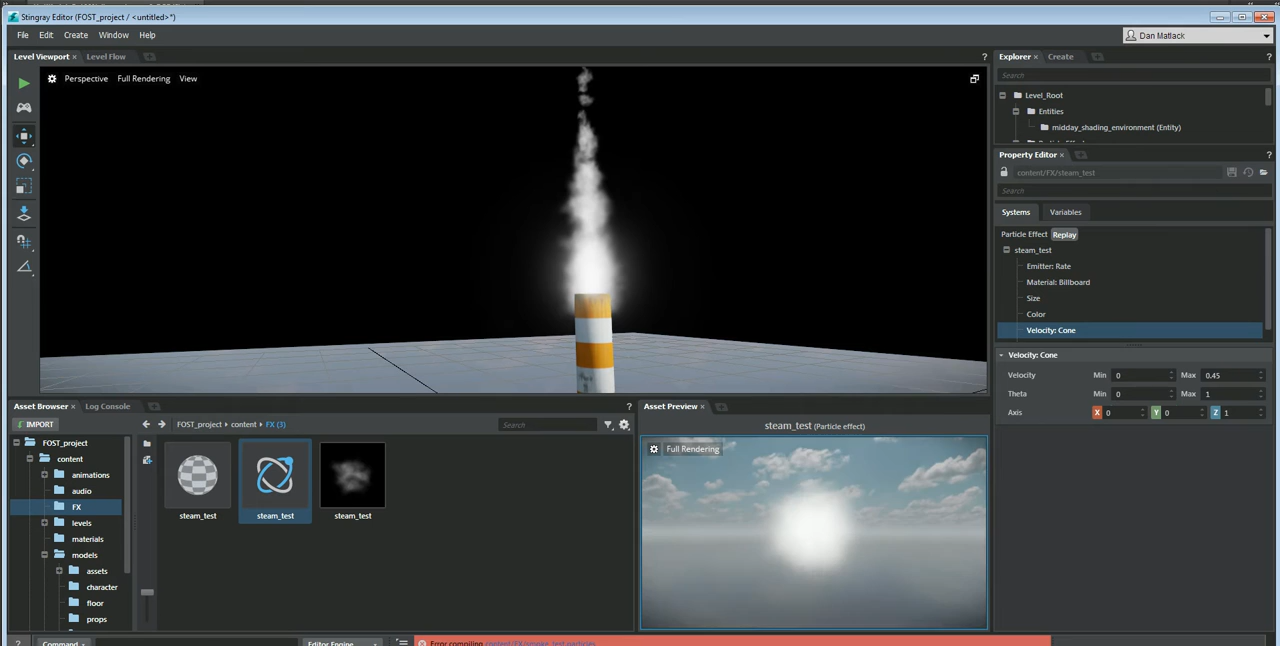 Stingray Editor (FOST_project / <untitled>*)
File Edit Create Window Help
Dan Matlack
Level Viewport × Level Flow
?
Explorer × Create
?
Perspective Full Rendering View
Search
Level_Root
Entities
midday_shading_environment (Entity)
Property Editor ×
?
content/FX/steam_test
Search
Systems Variables
Particle Effect Replay
steam_test
Emitter: Rate
Material: Billboard
Size
Color
Velocity: Cone
Velocity: Cone
Velocity Min 0 Max 0.45
Theta Min 0 Max 1
Axis X 0 Y 0 Z 1
Asset Browser × Log Console
?
Asset Preview ×
IMPORT
FOST_project content FX (3)
Search
steam_test (Particle effect)
Full Rendering
FOST_project
content
animations
audio
FX
levels
materials
models
assets
character
floor
props
steam_test steam_test steam_test
? Command Editor Engine Error compiling